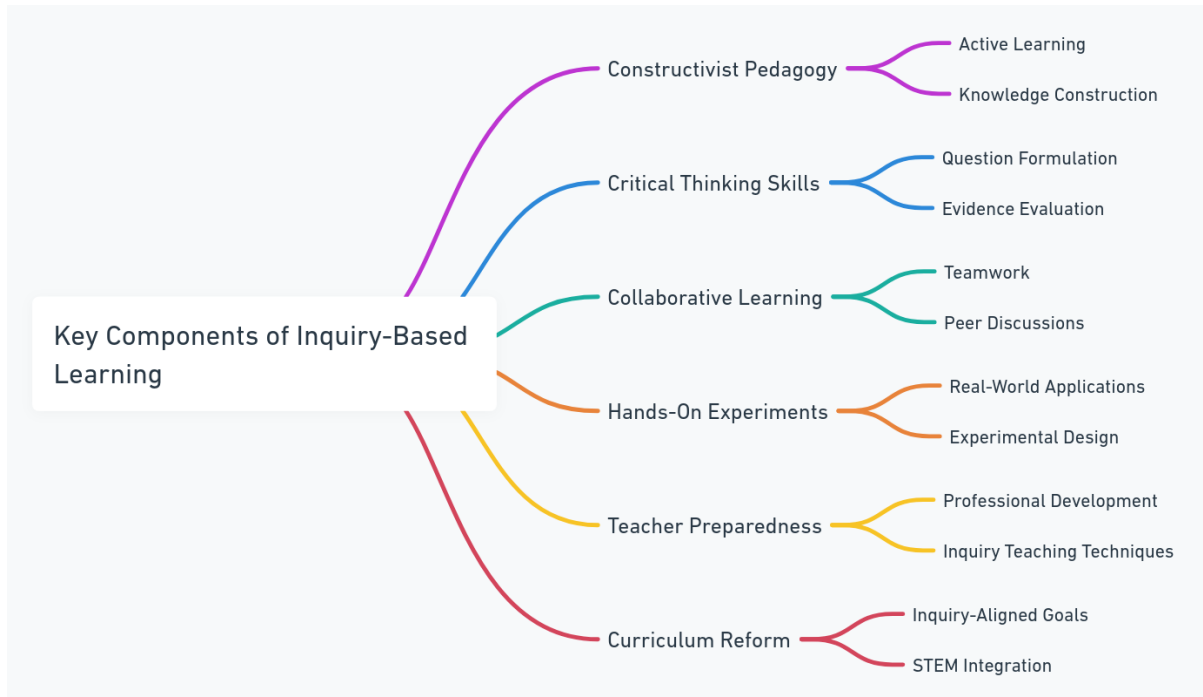 Key Components of Inquiry-Based
Learning
Constructivist Pedagogy
Active Learning
Knowledge Construction
Critical Thinking Skills
Question Formulation
Evidence Evaluation
Collaborative Learning
Teamwork
Peer Discussions
Hands-On Experiments
Real-World Applications
Experimental Design
Teacher Preparedness
Professional Development
Inquiry Teaching Techniques
Curriculum Reform
Inquiry-Aligned Goals
STEM Integration